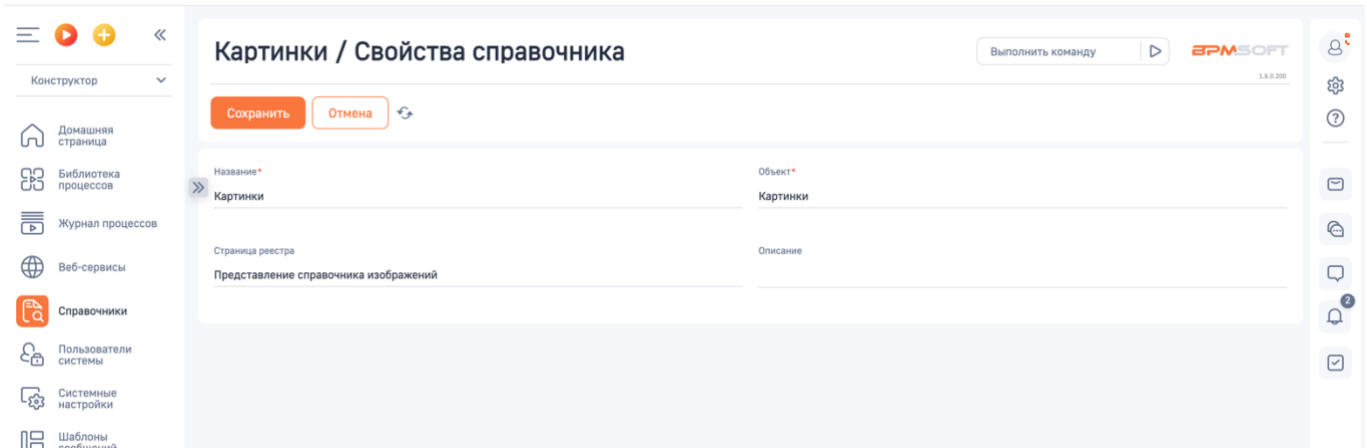 Картинки / Свойства справочника
Выполнить команду
BPMSOFT
1.6.0.200
Конструктор
Сохранить
Отмена
Домашняя
страница
Библиотека
процессов
Журнал процессов
Веб-сервисы
Справочники
Пользователи
системы
Системные
настройки
Шаблоны
сообщений
Название*
Картинки
Объект*
Картинки
Страница реестра
Представление справочника изображений
Описание
2